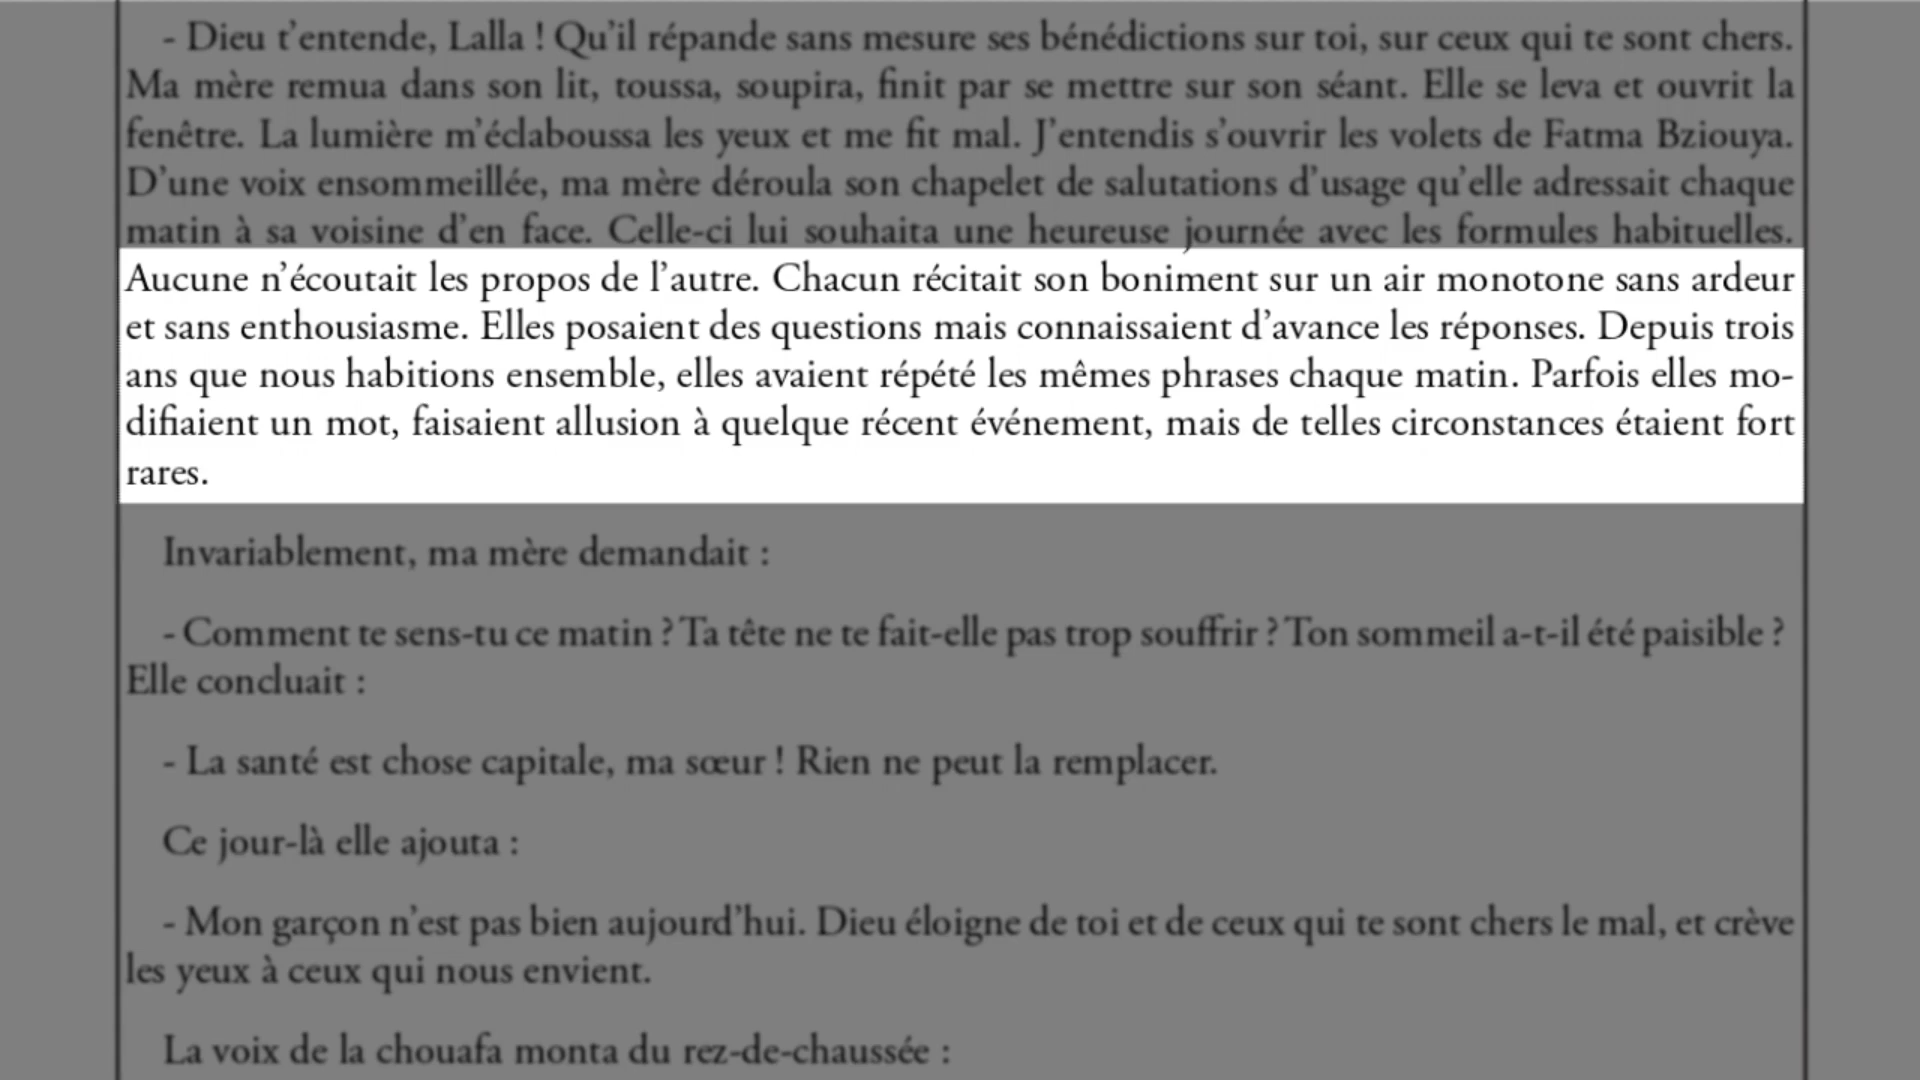 - Dieu t’entende, Lalla ! Qu’il répande sans mesure ses bénédictions sur toi, sur ceux qui te sont chers.
Ma mère remua dans son lit, toussa, soupira, finit par se mettre sur son séant. Elle se leva et ouvrit la
fenêtre. La lumière m’éclaboussa les yeux et me fit mal. J’entendis s’ouvrir les volets de Fatma Bziouya.
D’une voix ensommeillée, ma mère déroula son chapelet de salutations d’usage qu’elle adressait chaque
matin à sa voisine d’en face. Celle-ci lui souhaita une heureuse journée avec les formules habituelles.
Aucune n’écoutait les propos de l’autre. Chacun récitait son boniment sur un air monotone sans ardeur
et sans enthousiasme. Elles posaient des questions mais connaissaient d’avance les réponses. Depuis trois
ans que nous habitions ensemble, elles avaient répété les mêmes phrases chaque matin. Parfois elles mo-
difiaient un mot, faisaient allusion à quelque récent événement, mais de telles circonstances étaient fort
rares.
Invariablement, ma mère demandait :
- Comment te sens-tu ce matin ? Ta tête ne te fait-elle pas trop souffrir ? Ton sommeil a-t-il été paisible ?
Elle concluait :
- La santé est chose capitale, ma sœur ! Rien ne peut la remplacer.
Ce jour-là elle ajouta :
- Mon garçon n’est pas bien aujourd’hui. Dieu éloigne de toi et de ceux qui te sont chers le mal, et crève
les yeux à ceux qui nous envient.
La voix de la chouafa monta du rez-de-chaussée :